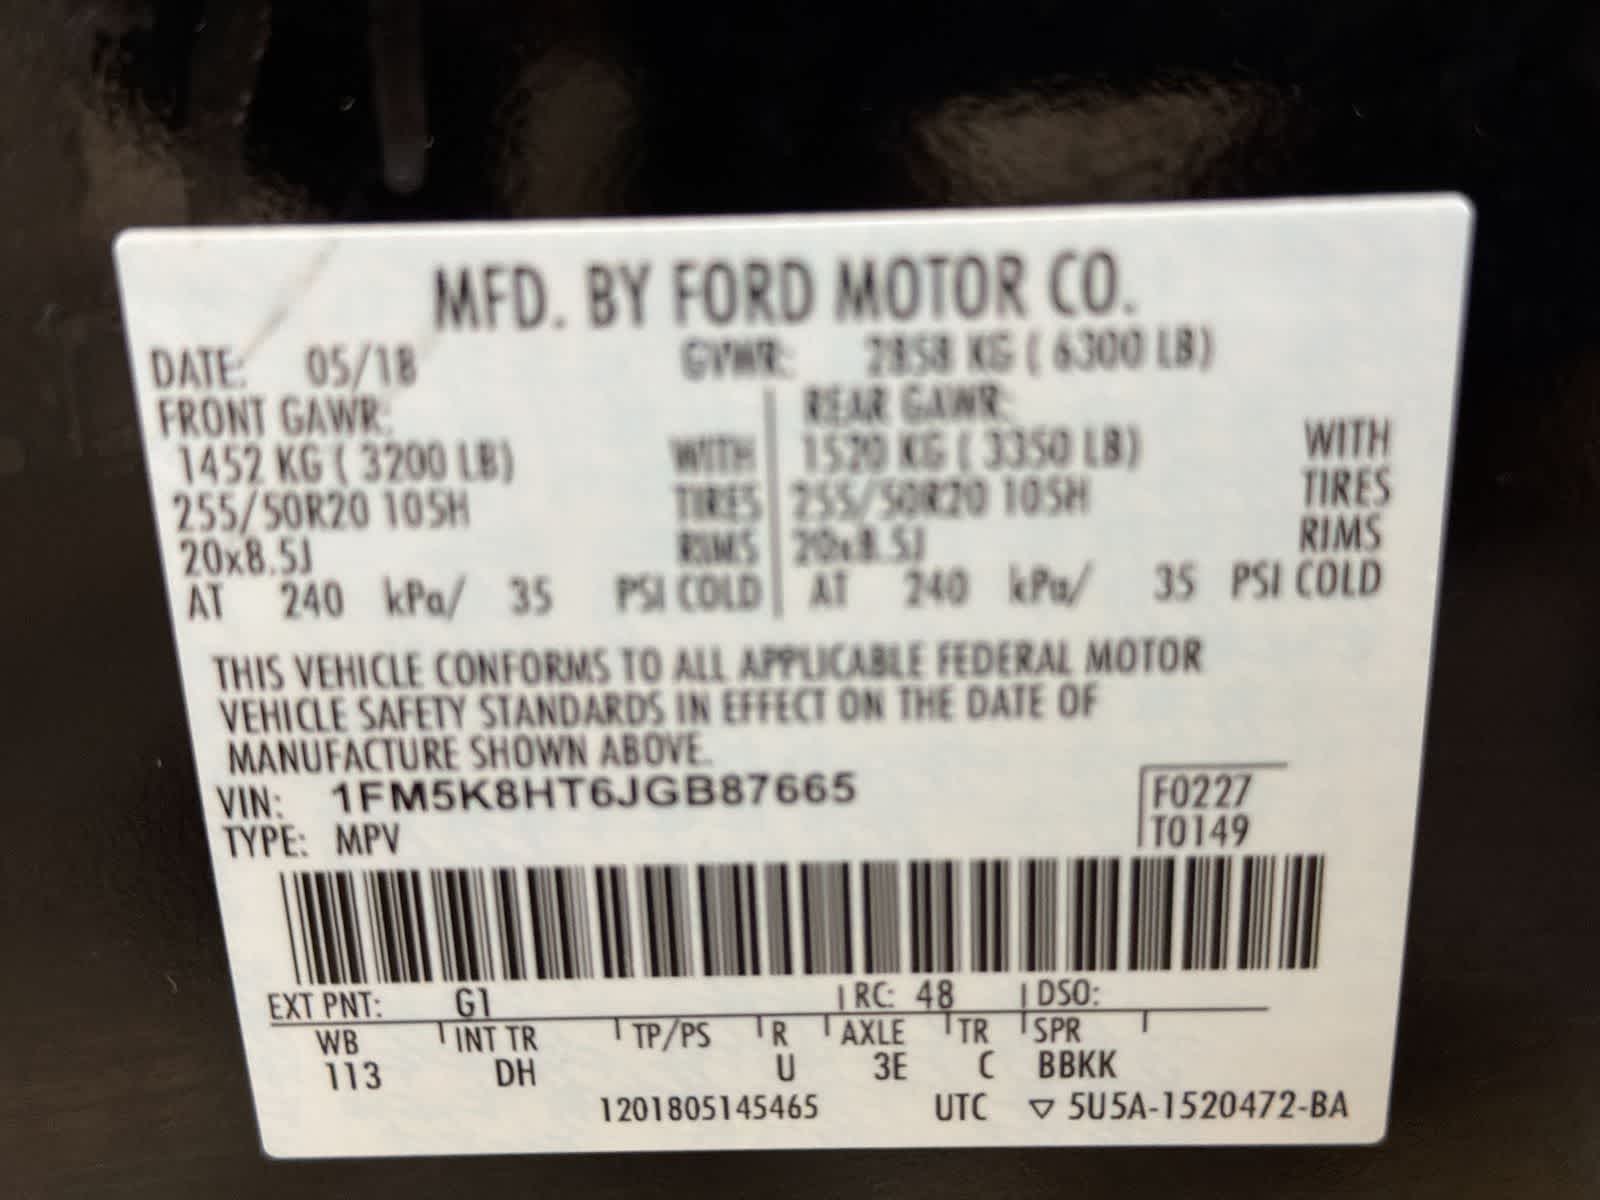 MFD. BY FORD MOTOR CO.
DATE: 05/18 GVWR: 2858 KG ( 6300 LB)
FRONT GAWR: REAR GAWR:
1452 KG ( 3200 LB) WITH 1520 KG ( 3350 LB) WITH
255/50R20 105H TIRES 255/50R20 105H TIRES
20x8.5J RIMS 20x8.5J RIMS
AT 240 kPa/ 35 PSI COLD AT 240 kPa/ 35 PSI COLD
THIS VEHICLE CONFORMS TO ALL APPLICABLE FEDERAL MOTOR
VEHICLE SAFETY STANDARDS IN EFFECT ON THE DATE OF
MANUFACTURE SHOWN ABOVE.
VIN: 1FM5K8HT6JGB87665 F0227
TYPE: MPV T0149
EXT PNT: G1 RC: 48 DSO:
WB INT TR TP/PS R AXLE TR SPR
113 DH U 3E C BBKK
1201805145465 UTC ▽ 5U5A-1520472-BA